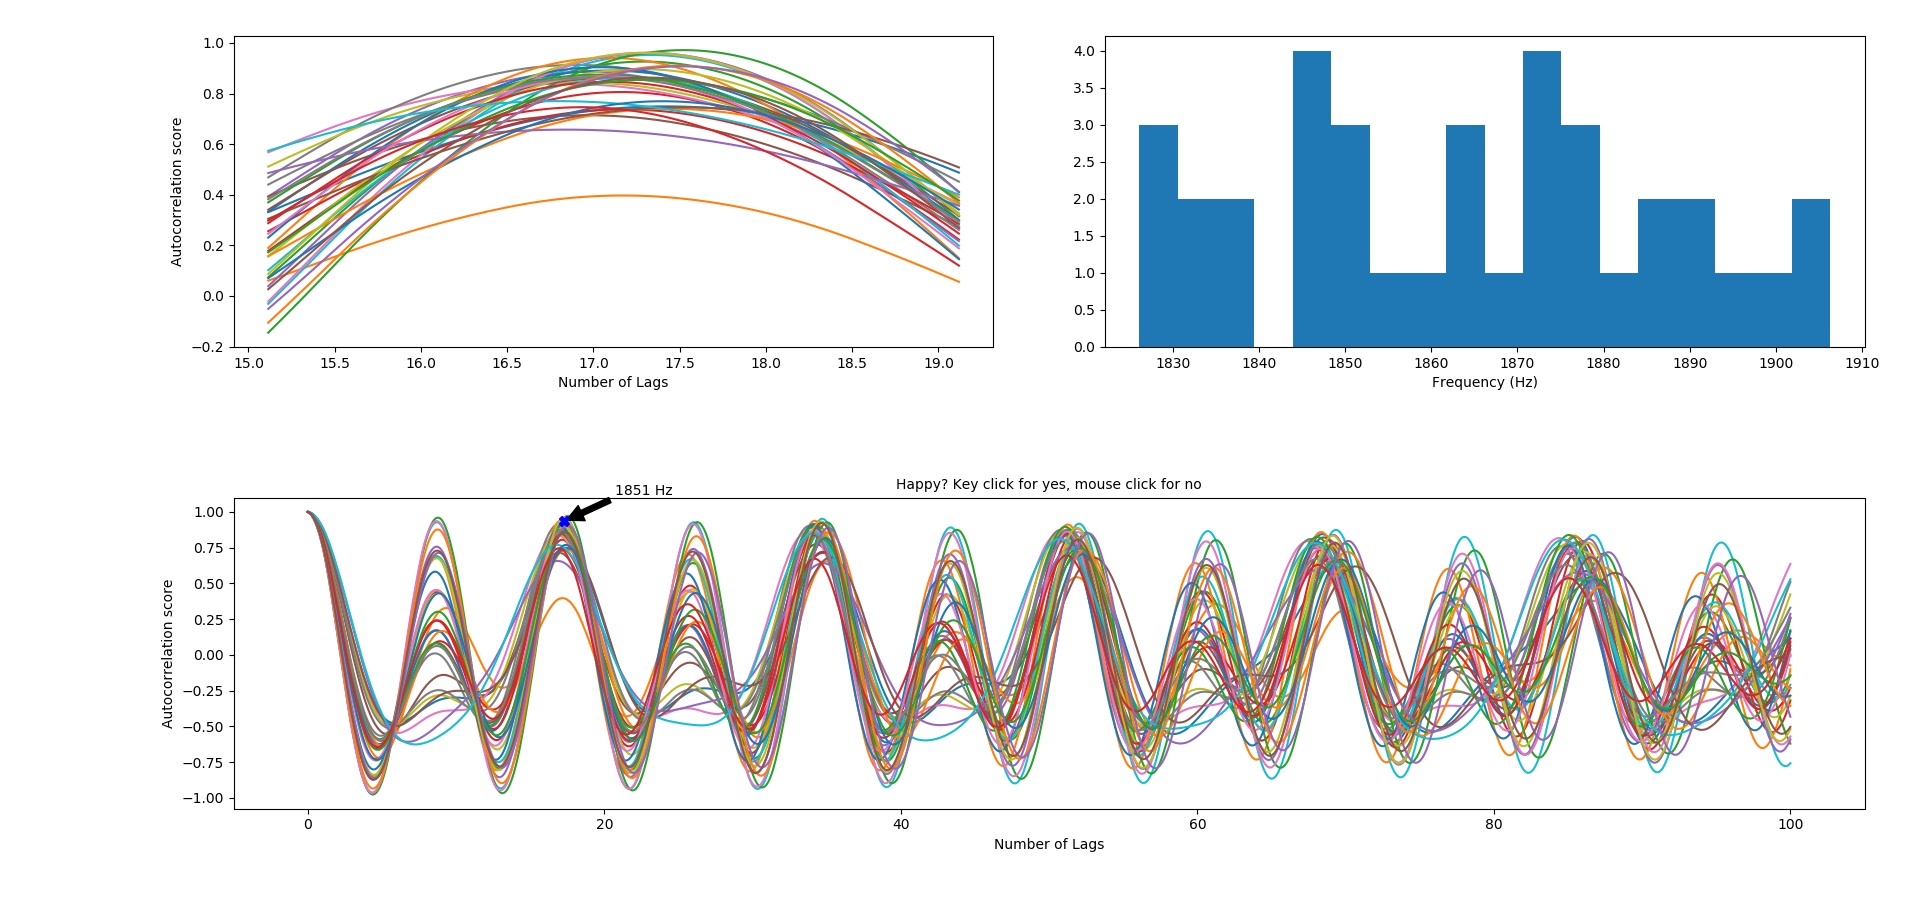 1.0
0.8
0.6
0.4
0.2
0.0
−0.2
Autocorrelation score
15.0 15.5 16.0 16.5 17.0 17.5 18.0 18.5 19.0
Number of Lags
4.0
3.5
3.0
2.5
2.0
1.5
1.0
0.5
0.0
1830 1840 1850 1860 1870 1880 1890 1900 1910
Frequency (Hz)
Happy? Key click for yes, mouse click for no
1851 Hz
1.00
0.75
0.50
0.25
0.00
−0.25
−0.50
−0.75
−1.00
Autocorrelation score
0 20 40 60 80 100
Number of Lags